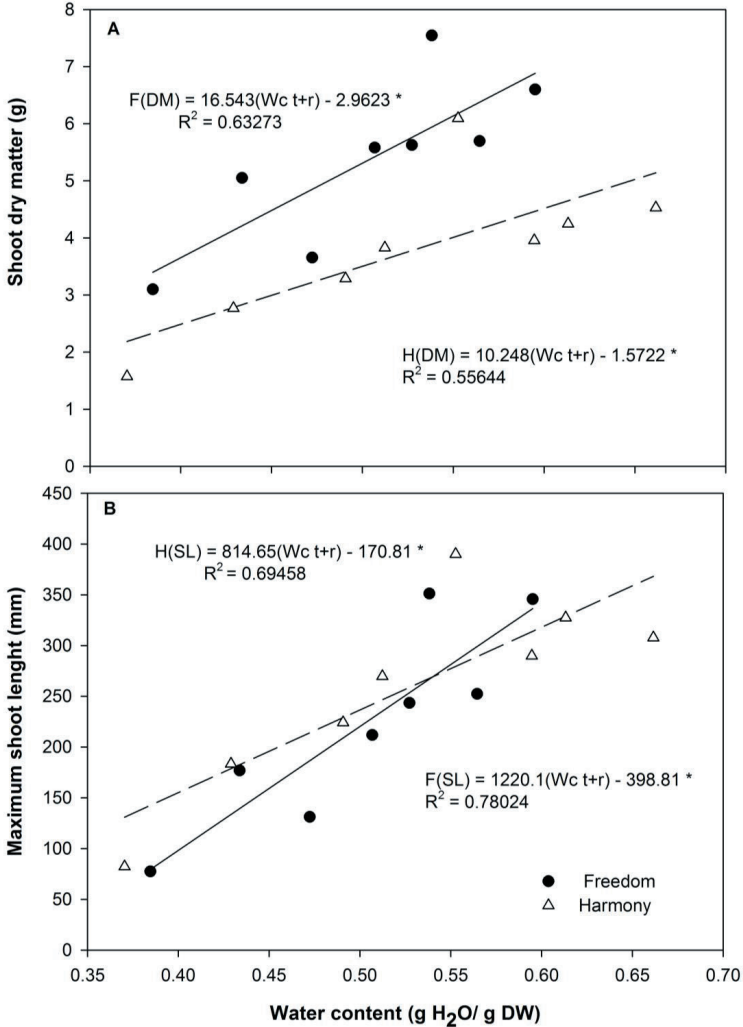 8
A
7
F(DM) = 16.543(Wc t+r) - 2.9623 *
R2 = 0.63273
6
5
4
3
H(DM) = 10.248(Wc t+r) - 1.5722 *
R2 = 0.55644
2
1
0
Shoot dry matter (g)
450
B
400
H(SL) = 814.65(Wc t+r) - 170.81 *
R2 = 0.69458
350
300
250
200
F(SL) = 1220.1(Wc t+r) - 398.81 *
R2 = 0.78024
150
100
Freedom
Harmony
50
0
Maximum shoot lenght (mm)
0.35 0.40 0.45 0.50 0.55 0.60 0.65 0.70
Water content (g H2O/ g DW)